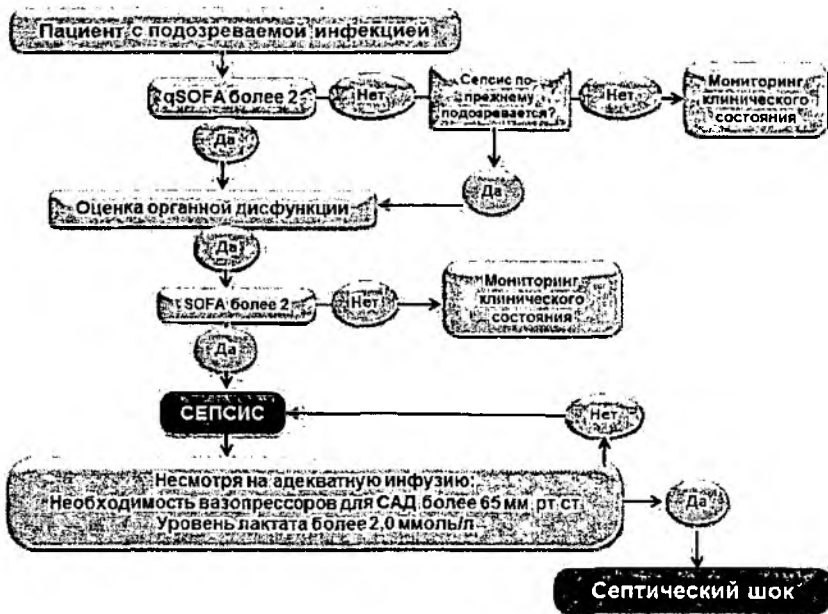 Пациент с подозреваемой инфекцией
qSOFA более 2
Нет
Сепсис по
прежнему
подозревается?
Нет
Мониторинг
клинического
состояния
Да
Да
Оценка органной дисфункции
Да
SOFA более 2
Нет
Мониторинг
клинического
состояния
Да
СЕПСИС
Нет
Несмотря на адекватную инфузию:
Необходимость вазопрессоров для САД более 65 мм рт ст
Уровень лактата более 2,0 ммоль/л
Да
Септический шок